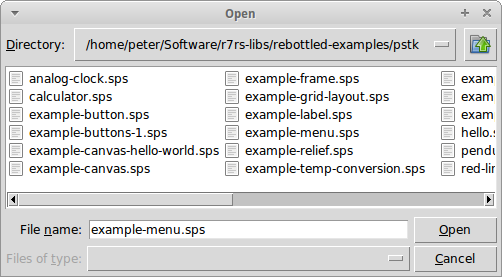 Open
Directory: /home/peter/Software/r7rs-libs/rebottled-examples/pstk
analog-clock.sps example-frame.sps exam
calculator.sps example-grid-layout.sps exam
example-button.sps example-label.sps exam
example-buttons-1.sps example-menu.sps hello.s
example-canvas-hello-world.sps example-relief.sps pendu
example-canvas.sps example-temp-conversion.sps red-lin
File name: example-menu.sps Open
Files of type: Cancel